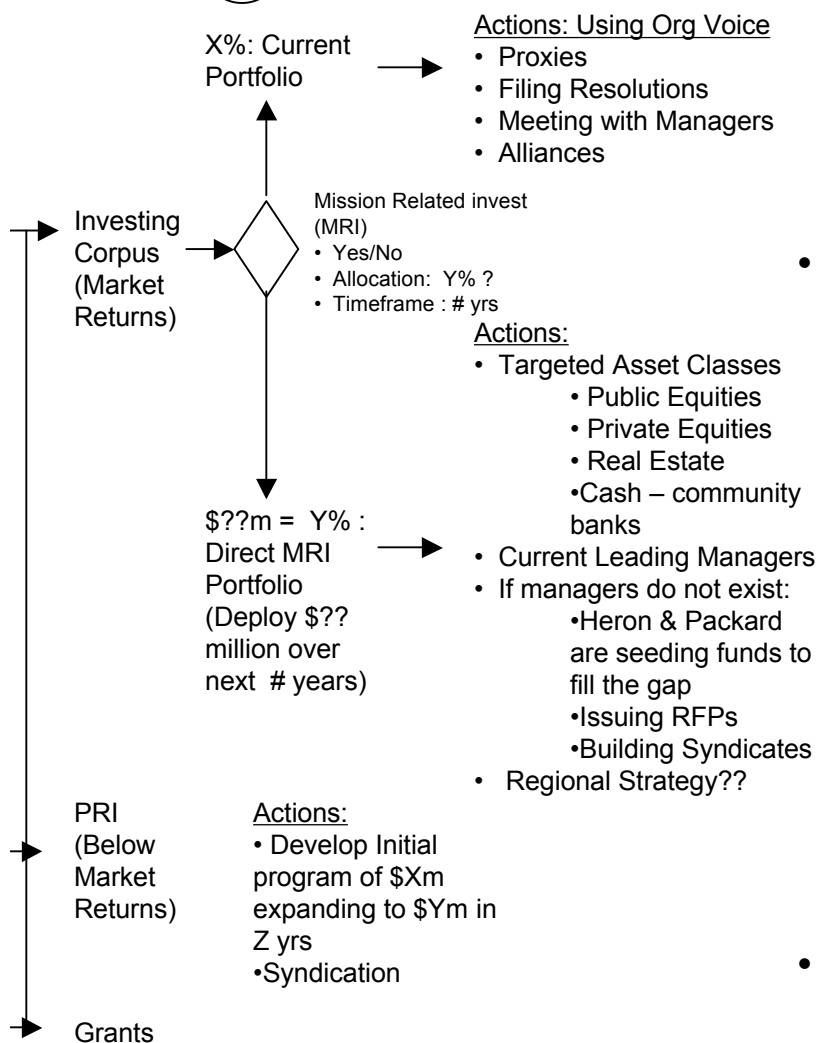 X%: Current
Portfolio
Actions: Using Org Voice
• Proxies
• Filing Resolutions
• Meeting with Managers
• Alliances
Investing
Corpus
(Market
Returns)
Mission Related invest
(MRI)
• Yes/No
• Allocation:  Y% ?
• Timeframe : # yrs
•
$??m =  Y% :
Direct MRI
Portfolio
(Deploy $??
million over
next  # years)
Actions:
• Targeted Asset Classes
• Public Equities
• Private Equities
• Real Estate
•Cash – community
banks
• Current Leading Managers
• If managers do not exist:
•Heron & Packard
are seeding funds to
fill the gap
•Issuing RFPs
•Building Syndicates
• Regional Strategy??
PRI
(Below
Market
Returns)
Actions:
• Develop Initial
program of $Xm
expanding to $Ym in
Z yrs
•Syndication
•
Grants